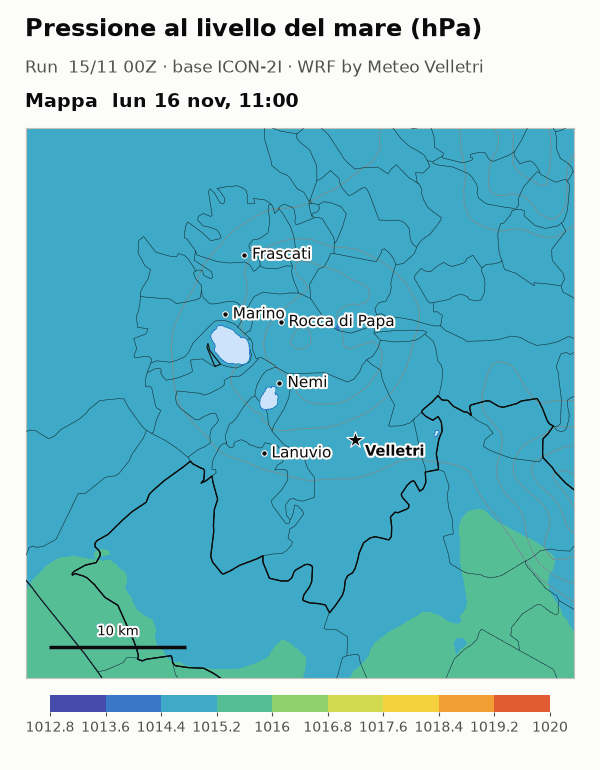 Pressione al livello del mare (hPa)
Run 15/11 00Z · base ICON-2I · WRF by Meteo Velletri
Mappa lun 16 nov, 11:00
Frascati
Marino
Rocca di Papa
Nemi
Velletri
Lanuvio
10 km
1012.8 1013.6 1014.4 1015.2 1016 1016.8 1017.6 1018.4 1019.2 1020